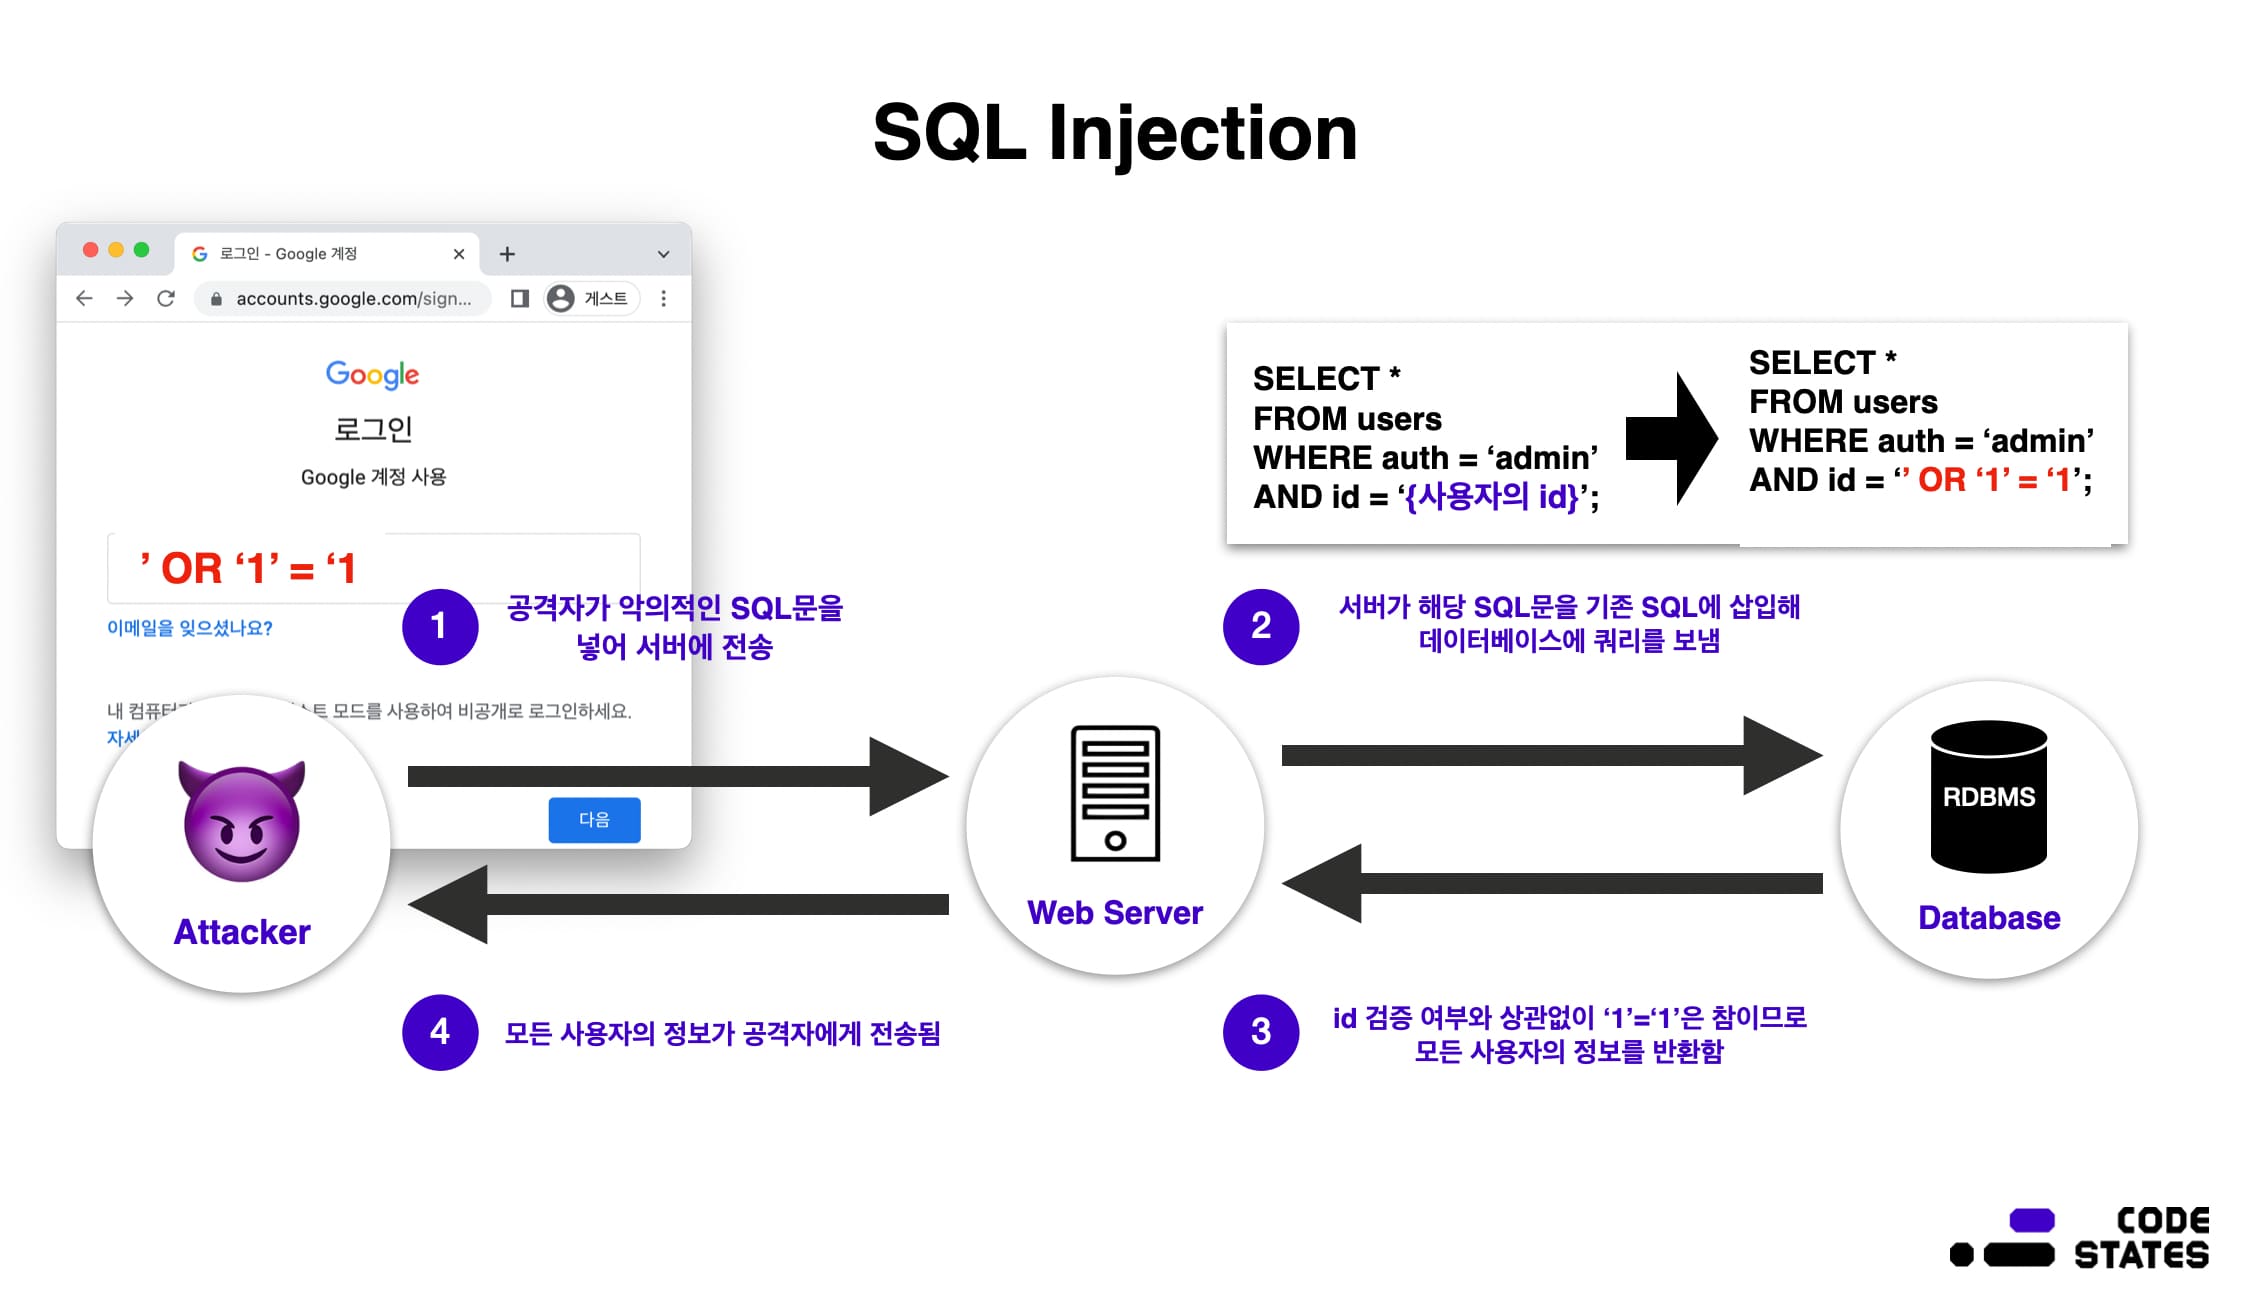 SQL Injection
로그인 - Google 계정
accounts.google.com/sign...
게스트
Google
로그인
Google 계정 사용
’ OR ‘1’ = ‘1
이메일을 잊으셨나요?
내 컴퓨터
스트 모드를 사용하여 비공개로 로그인하세요.
자세
다음
1
공격자가 악의적인 SQL문을
넣어 서버에 전송
SELECT *
FROM users
WHERE auth = ‘admin’
AND id = ‘{사용자의 id}’;
SELECT *
FROM users
WHERE auth = ‘admin’
AND id = ‘’ OR ‘1’ = ‘1’;
2
서버가 해당 SQL문을 기존 SQL에 삽입해
데이터베이스에 쿼리를 보냄
Attacker
Web Server
RDBMS
Database
4
모든 사용자의 정보가 공격자에게 전송됨
3
id 검증 여부와 상관없이 ‘1’=‘1’은 참이므로
모든 사용자의 정보를 반환함
CODE
STATES